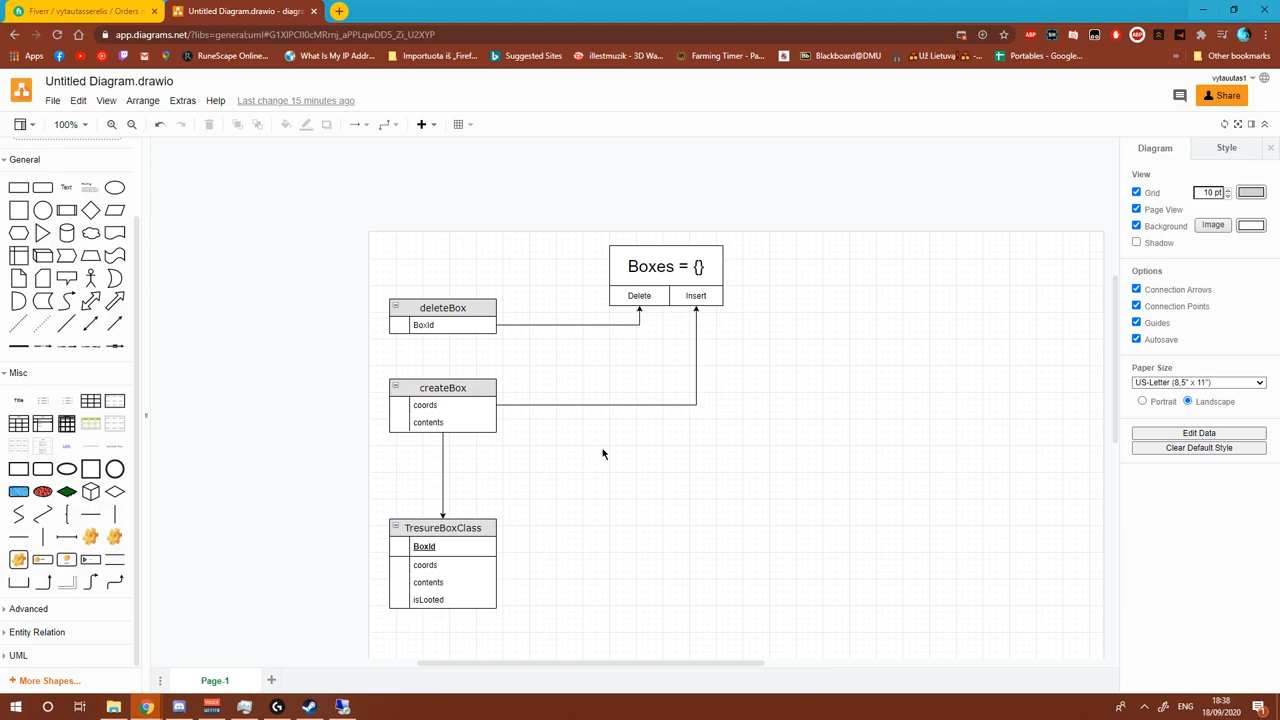 Fiverr / vytautasserelis / Orders
Untitled Diagram.drawio - diagra
app.diagrams.net/?libs=general;uml#G1XlPCIl0cMRrnj_aPPLqwDD5_Zi_U2XYP
Apps
RuneScape Online
What Is My IP Addre...
Importuota iš „Firef...
Suggested Sites
illestmuzik - 3D Wa...
Farming Timer - Pa...
Blackboard@DMU
Už Lietuvą
Portables - Google...
Other bookmarks
Untitled Diagram.drawio
vytautas1
File Edit View Arrange Extras Help Last change 15 minutes ago
Share
100%
General
Text
Misc
Title
Advanced
Entity Relation
UML
+ More Shapes...
Boxes = {}
Delete
Insert
deleteBox
BoxId
createBox
coords
contents
TresureBoxClass
BoxId
coords
contents
isLooted
Diagram
Style
View
Grid
10 pt
Page View
Background
Image
Shadow
Options
Connection Arrows
Connection Points
Guides
Autosave
Paper Size
US-Letter (8,5" x 11")
Portrait
Landscape
Edit Data
Clear Default Style
Page-1
ENG
18:38
18/09/2020